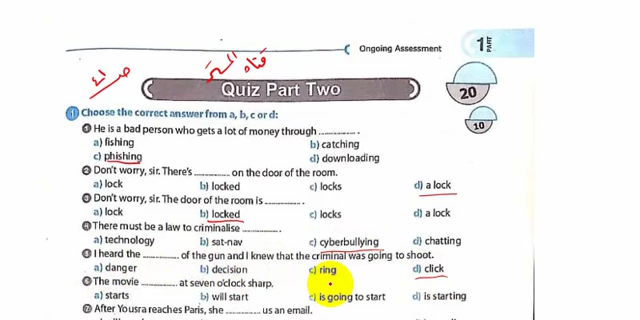 Ongoing Assessment
PART 1
ص ٤١
قناة
Quiz Part Two
20
1 Choose the correct answer from a, b, c or d:
10
1 He is a bad person who gets a lot of money through ............ .
a) fishing b) catching
c) phishing d) downloading
2 Don't worry, sir. There's ............ on the door of the room.
a) lock b) locked c) locks d) a lock
3 Don't worry, sir. The door of the room is ............ .
a) lock b) locked c) locks d) a lock
4 There must be a law to criminalise ............ .
a) technology b) sat-nav c) cyberbullying d) chatting
5 I heard the ............ of the gun and I knew that the criminal was going to shoot.
a) danger b) decision c) ring d) click
6 The movie ............ at seven o'clock sharp.
a) starts b) will start c) is going to start d) is starting
7 After Yousra reaches Paris, she ............ us an email.